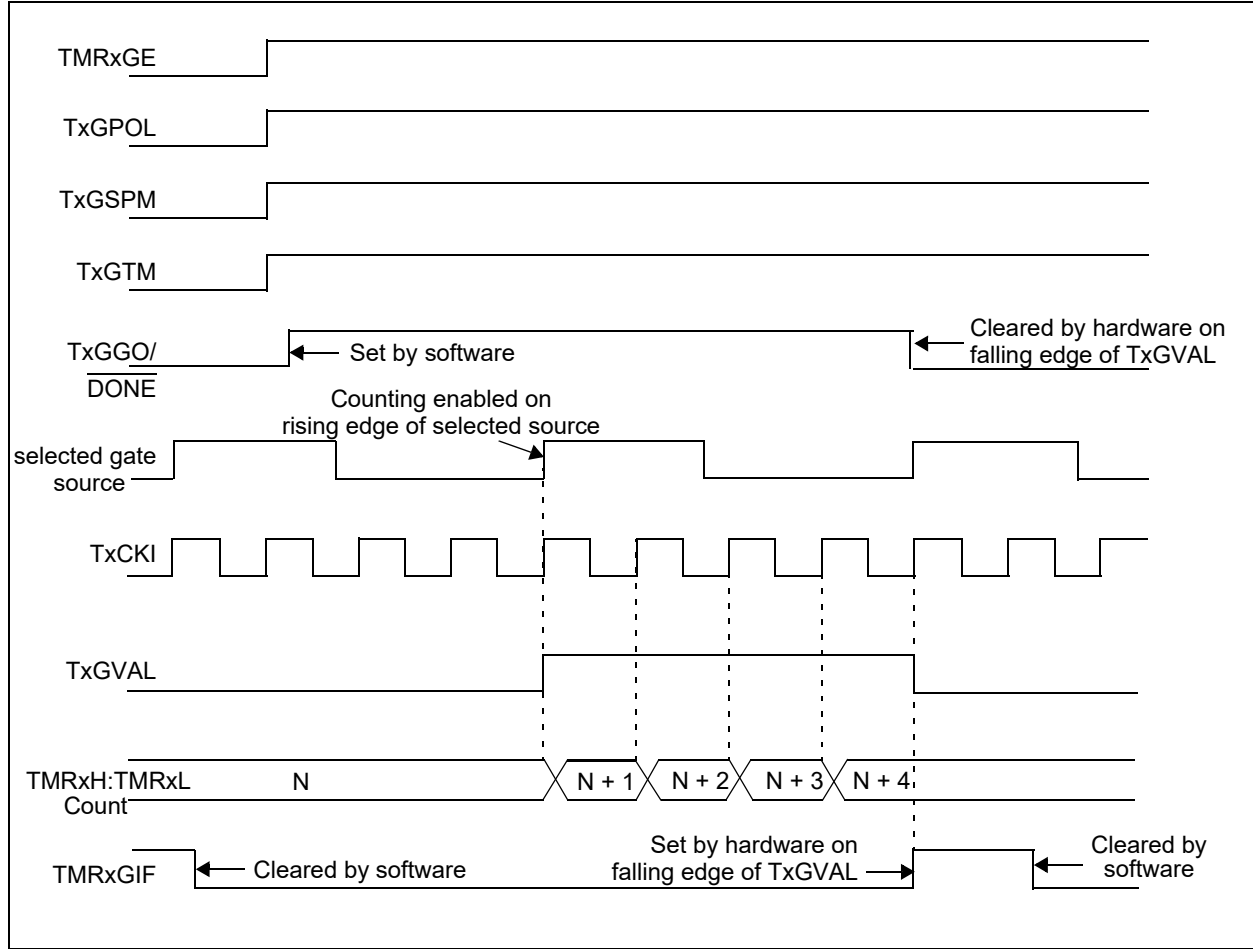 TMRxGE
TxGPOL
TxGSPM
TxGTM
TxGGO/
DONE
Set by software
Cleared by hardware on
falling edge of TxGVAL
Counting enabled on
rising edge of selected source
selected gate
source
TxCKI
TxGVAL
TMRxH:TMRxL
Count
N
N + 1
N + 2
N + 3
N + 4
TMRxGIF
Cleared by software
Set by hardware on
falling edge of TxGVAL
Cleared by
software